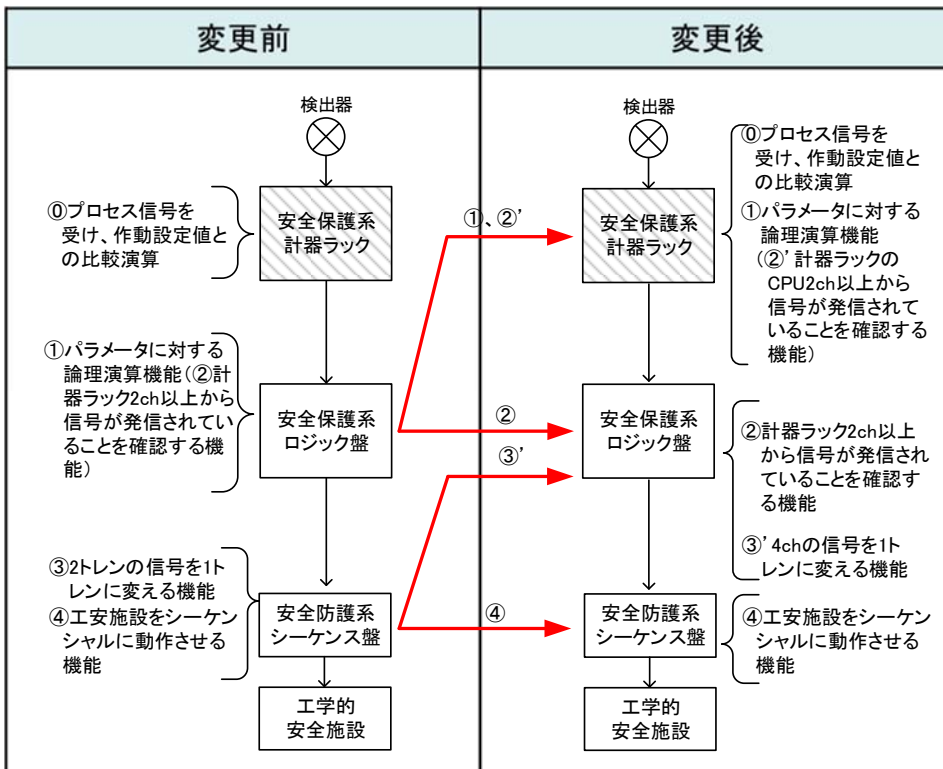 変更前
変更後
検出器
⓪プロセス信号を
受け、作動設定値と
の比較演算
安全保護系
計器ラック
①パラメータに対する
論理演算機能(②計
器ラック2ch以上から
信号が発信されてい
ることを確認する機
能)
安全保護系
ロジック盤
③2トレンの信号を1ト
レンに変える機能
④工安施設をシーケン
シャルに動作させる
機能
安全防護系
シーケンス盤
工学的
安全施設
①、②’
②
③’
④
検出器
安全保護系
計器ラック
⓪プロセス信号を
受け、作動設定値と
の比較演算
①パラメータに対する
論理演算機能
(②’計器ラックの
CPU2ch以上から
信号が発信されて
いることを確認する
機能)
安全保護系
ロジック盤
②計器ラック2ch以上
から信号が発信され
ていることを確認す
る機能
③’4chの信号を1ト
レンに変える機能
安全防護系
シーケンス盤
④工安施設をシーケン
シャルに動作させる
機能
工学的
安全施設